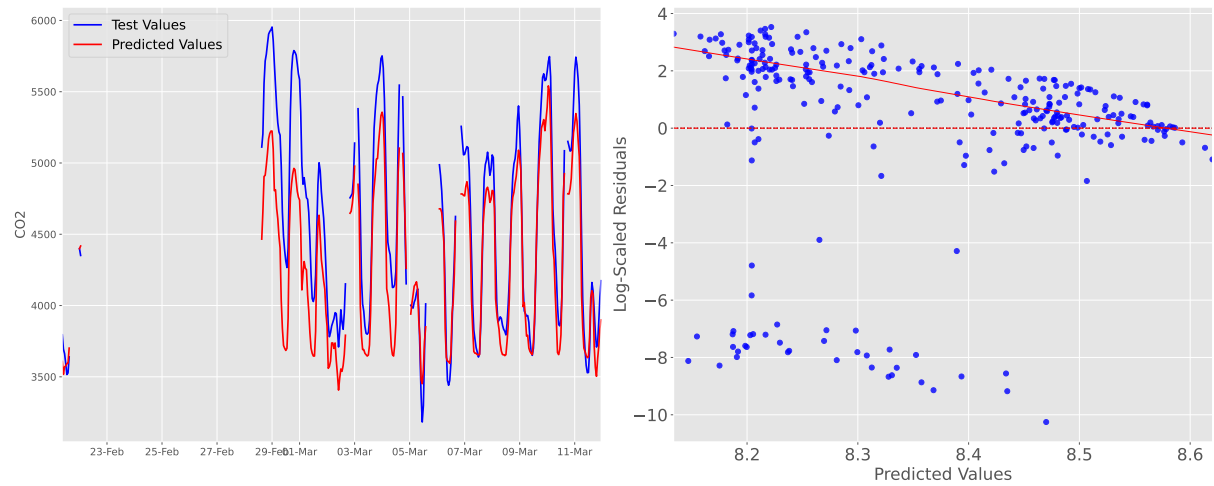 Test Values
Predicted Values
CO2
6000
5500
5000
4500
4000
3500
23-Feb
25-Feb
27-Feb
29-Feb
01-Mar
03-Mar
05-Mar
07-Mar
09-Mar
11-Mar
Log-Scaled Residuals
4
2
0
−2
−4
−6
−8
−10
8.2
8.3
8.4
8.5
8.6
Predicted Values